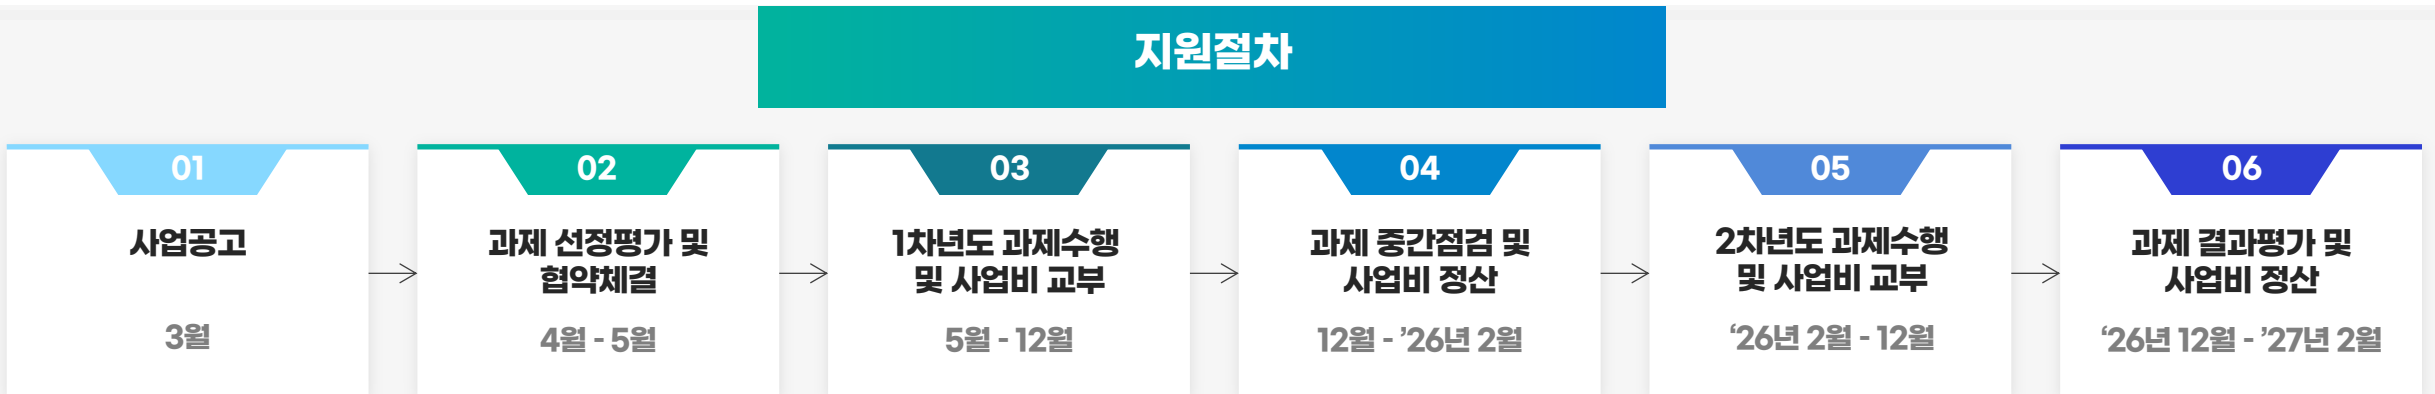 지원절차
01
사업공고
3월
02
과제 선정평가 및
협약체결
4월 - 5월
03
1차년도 과제수행
및 사업비 교부
5월 - 12월
04
과제 중간점검 및
사업비 정산
12월 - ’26년 2월
05
2차년도 과제수행
및 사업비 교부
‘26년 2월 - 12월
06
과제 결과평가 및
사업비 정산
‘26년 12월 - ’27년 2월